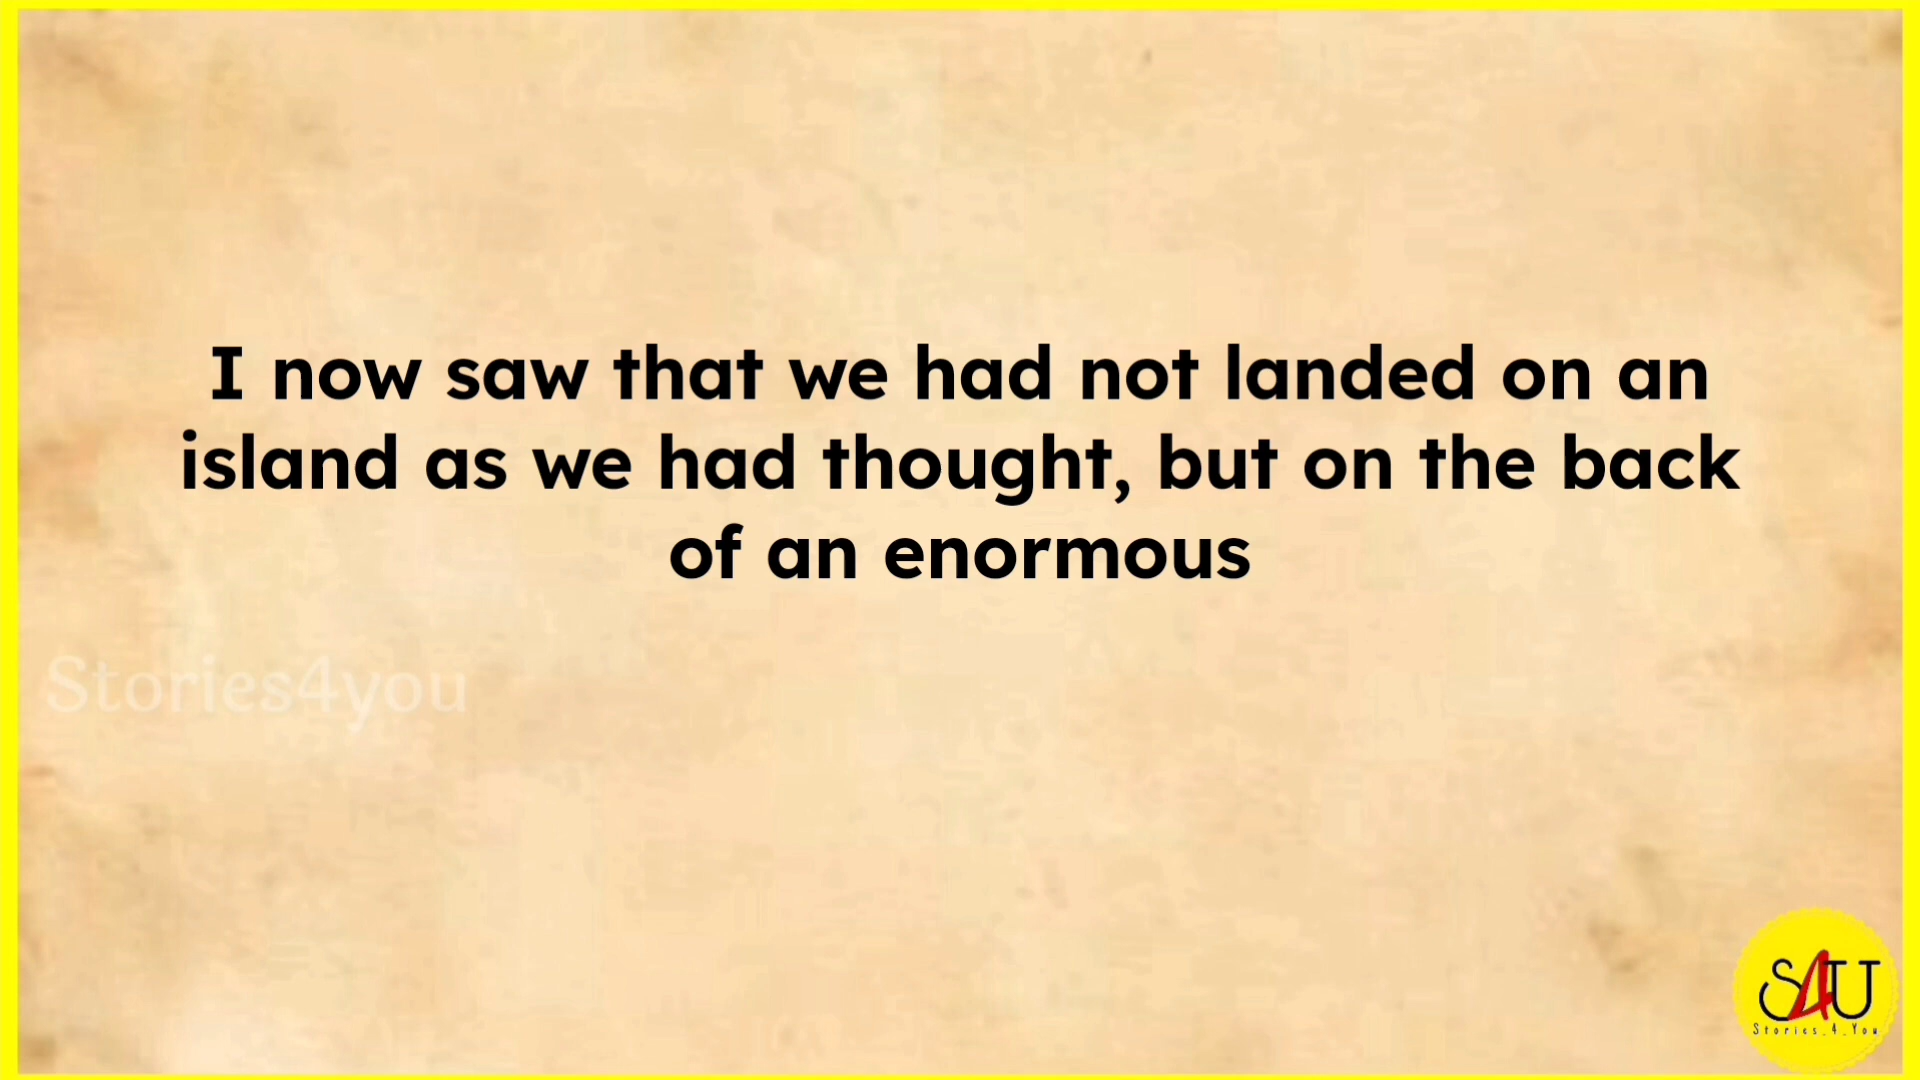 I now saw that we had not landed on an
island as we had thought, but on the back
of an enormous
Stories4you
S4U
Stories_4_You